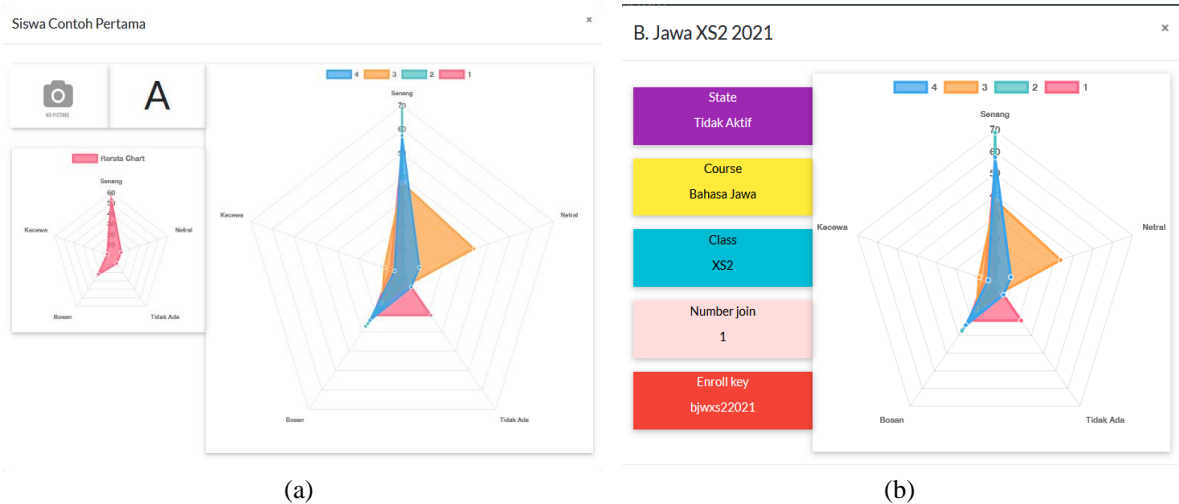 Siswa Contoh Pertama
×
A
Rerata Chart
Senang
60
50
Kecewa
Netral
Bosan
Tidak Ada
4 3 2 1
Senang
70
60
Kecewa
Netral
Bosan
Tidak Ada
(a)
B. Jawa XS2 2021
×
State
Tidak Aktif
Course
Bahasa Jawa
Class
XS2
Number join
1
Enroll key
bjwxs22021
4 3 2 1
Senang
70
60
Kecewa
Netral
Bosan
Tidak Ada
(b)